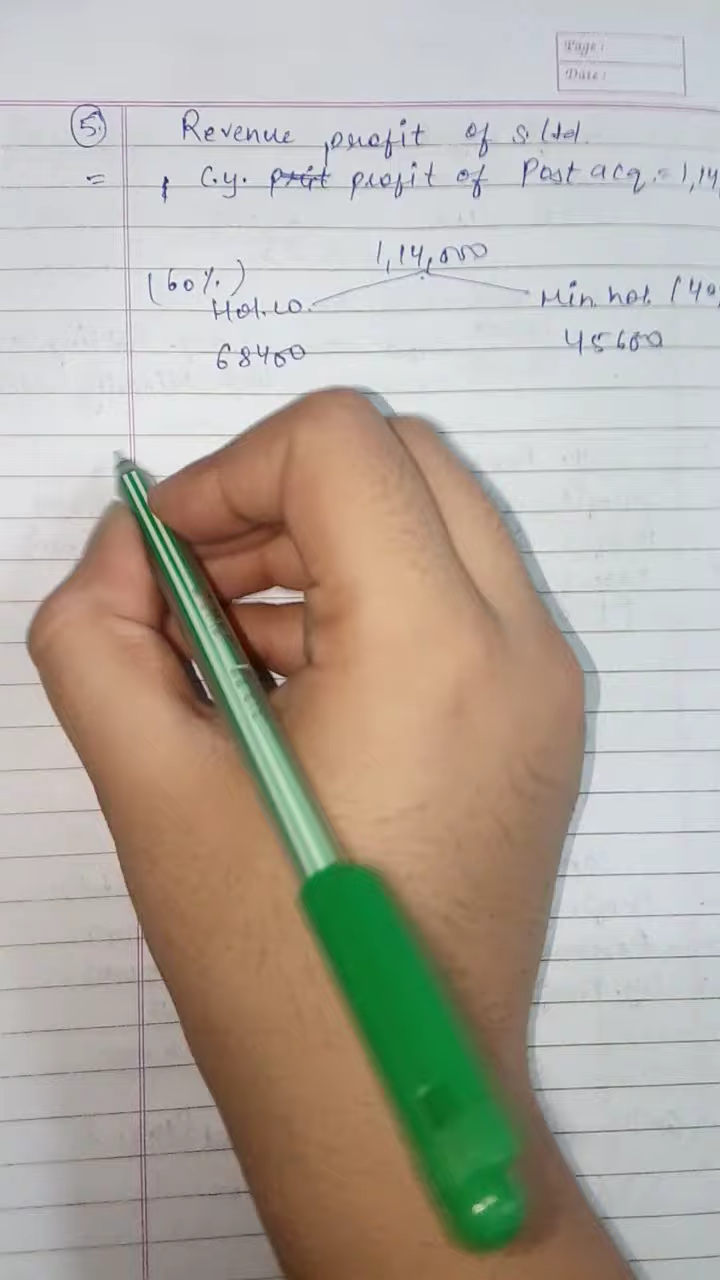 Page:
Date:
5. Revenue profit of S. Ltd.
= C.y. profit of Post acq. = 1,14,
1,14,000
(60%)
Hol. co. Min. hol. (40
68400 45600